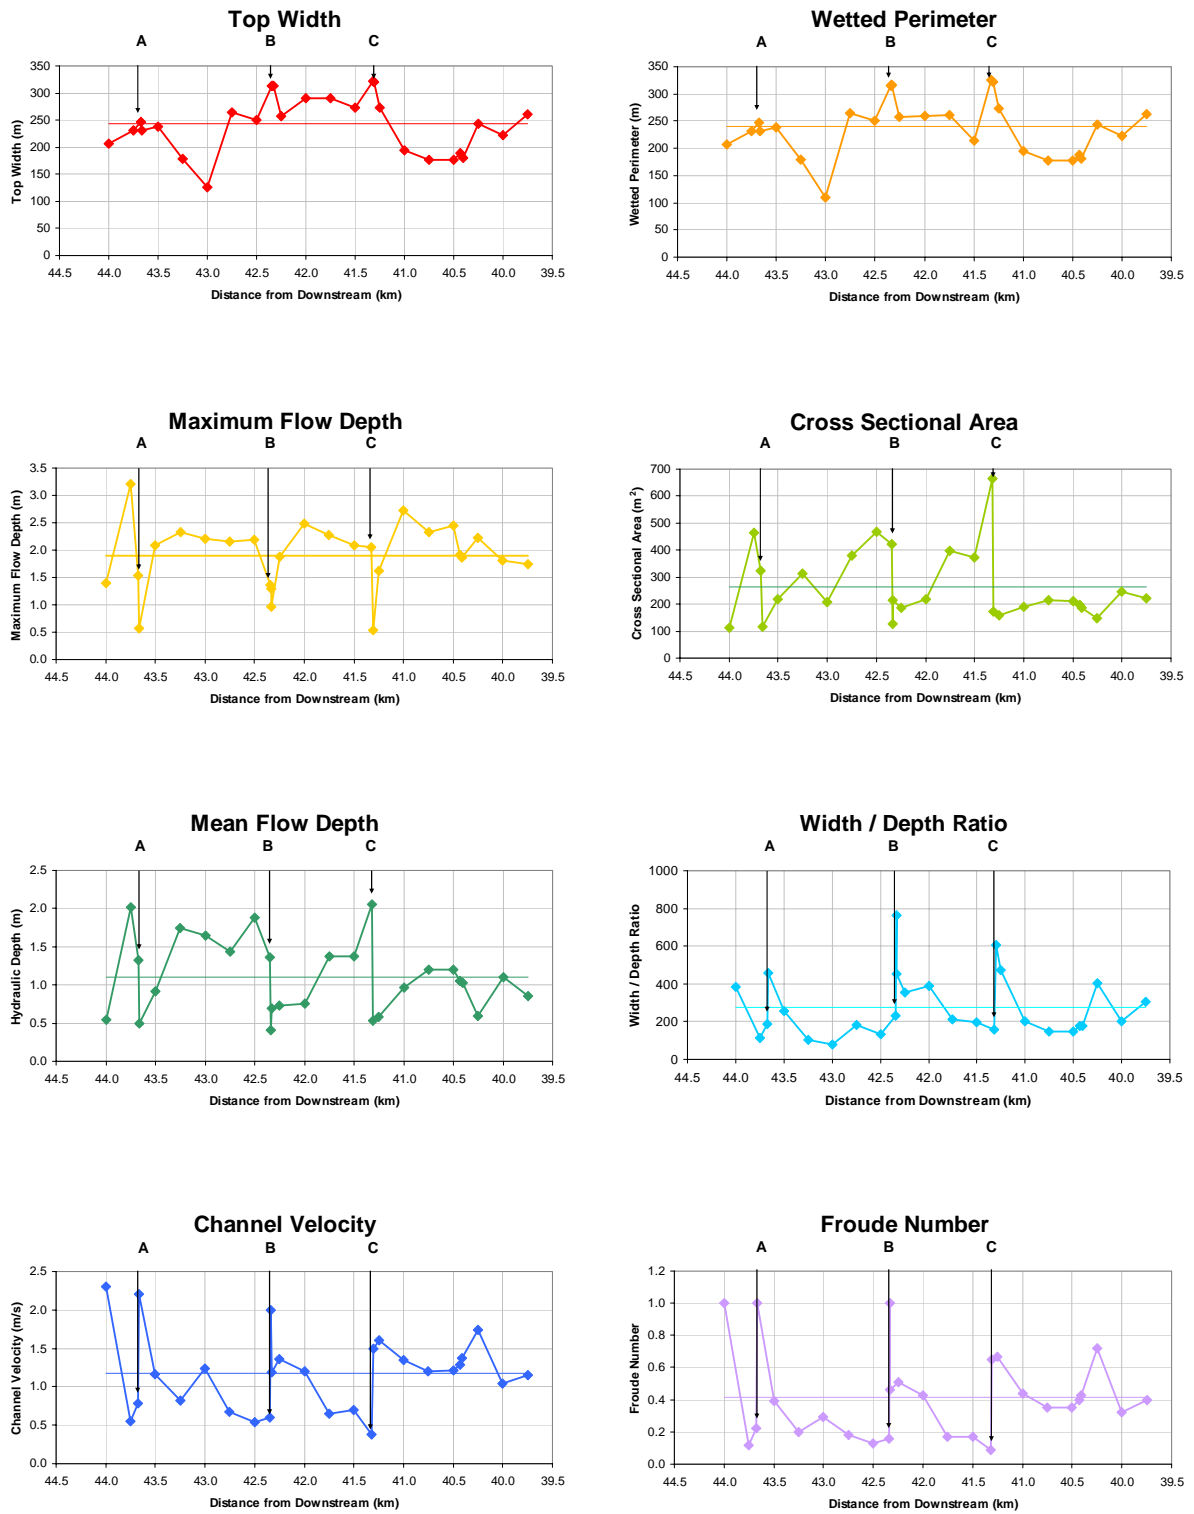 Top Width
A B C
350
300
250
200
150
100
50
0
Top Width (m)
44.5 44.0 43.5 43.0 42.5 42.0 41.5 41.0 40.5 40.0 39.5
Distance from Downstream (km)
Wetted Perimeter
A B C
350
300
250
200
150
100
50
0
Wetted Perimeter (m)
44.5 44.0 43.5 43.0 42.5 42.0 41.5 41.0 40.5 40.0 39.5
Distance from Downstream (km)
Maximum Flow Depth
A B C
3.5
3.0
2.5
2.0
1.5
1.0
0.5
0.0
Maximum Flow Depth (m)
44.5 44.0 43.5 43.0 42.5 42.0 41.5 41.0 40.5 40.0 39.5
Distance from Downstream (km)
Cross Sectional Area
A B C
700
600
500
400
300
200
100
0
Cross Sectional Area (m²)
44.5 44.0 43.5 43.0 42.5 42.0 41.5 41.0 40.5 40.0 39.5
Distance from Downstream (km)
Mean Flow Depth
A B C
2.5
2.0
1.5
1.0
0.5
0.0
Hydraulic Depth (m)
44.5 44.0 43.5 43.0 42.5 42.0 41.5 41.0 40.5 40.0 39.5
Distance from Downstream (km)
Width / Depth Ratio
A B C
1000
800
600
400
200
0
Width / Depth Ratio
44.5 44.0 43.5 43.0 42.5 42.0 41.5 41.0 40.5 40.0 39.5
Distance from Downstream (km)
Channel Velocity
A B C
2.5
2.0
1.5
1.0
0.5
0.0
Channel Velocity (m/s)
44.5 44.0 43.5 43.0 42.5 42.0 41.5 41.0 40.5 40.0 39.5
Distance from Downstream (km)
Froude Number
A B C
1.2
1.0
0.8
0.6
0.4
0.2
0.0
Froude Number
44.5 44.0 43.5 43.0 42.5 42.0 41.5 41.0 40.5 40.0 39.5
Distance from Downstream (km)